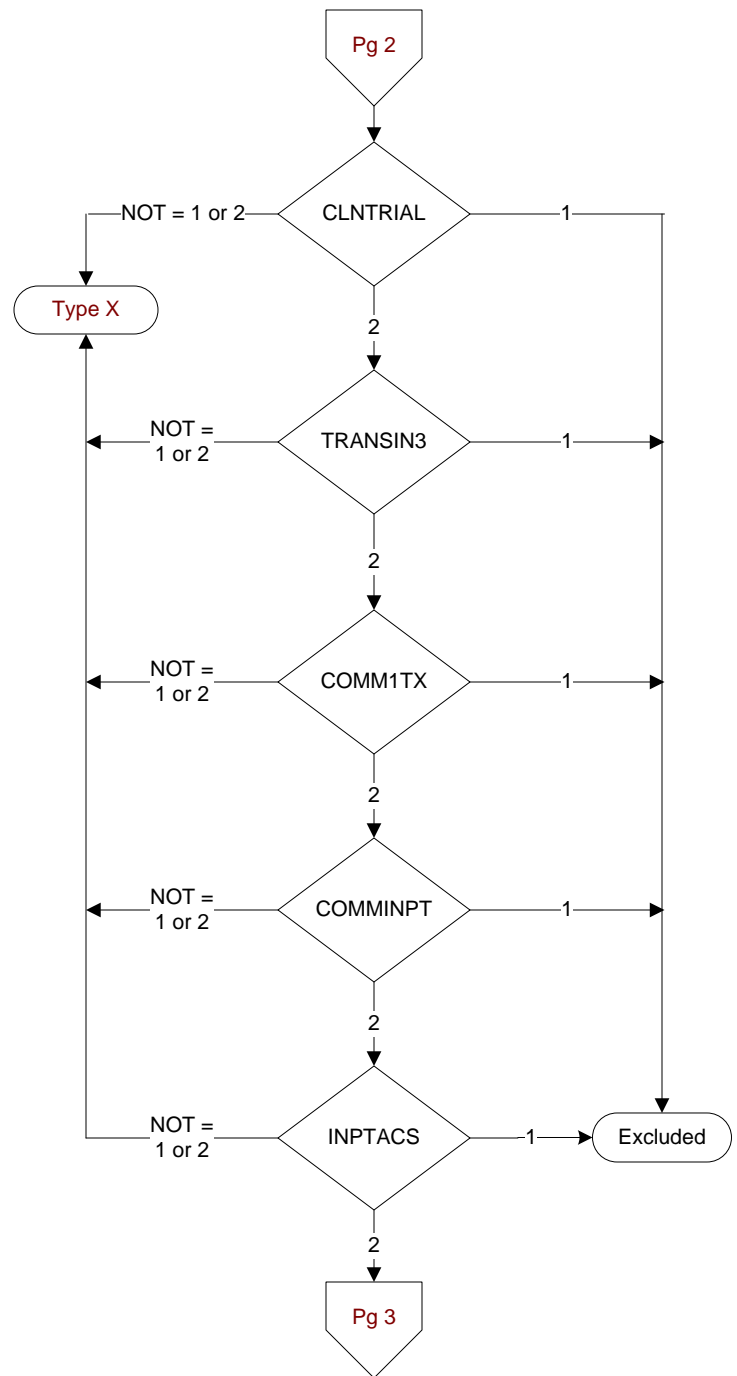 Pg 2
NOT = 1 or 2
CLNTRIAL
1
Type X
2
NOT =
1 or 2
TRANSIN3
1
2
NOT =
1 or 2
COMM1TX
1
2
NOT =
1 or 2
COMMINPT
1
2
NOT =
1 or 2
INPTACS
1
Excluded
2
Pg 3